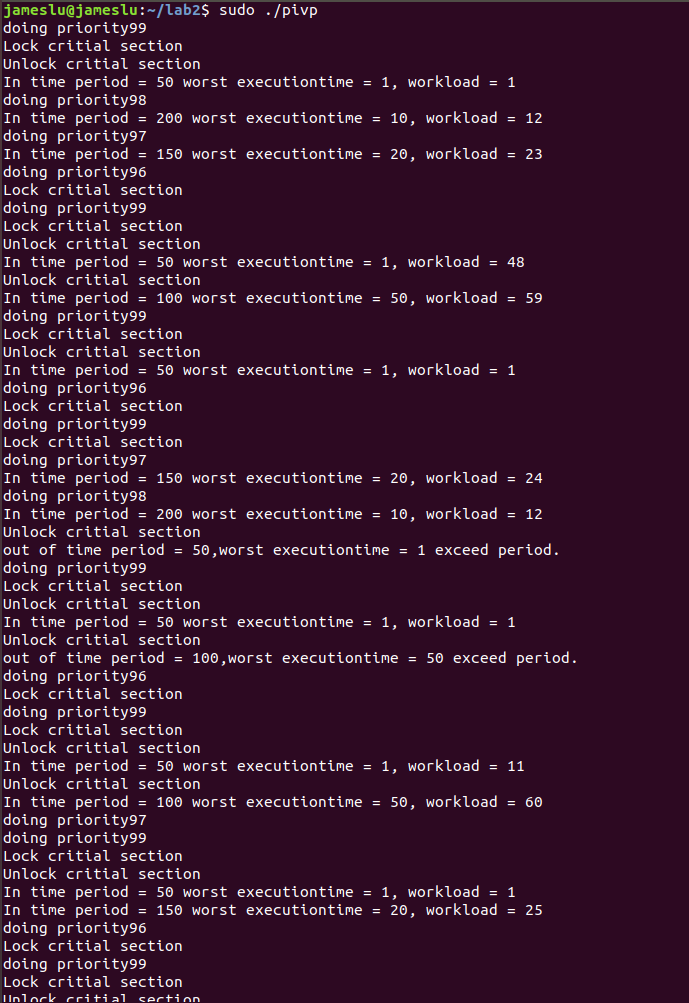 jameslu@jameslu:~/lab2$ sudo ./pivp
doing priority99
Lock critial section
Unlock critial section
In time period = 50 worst executiontime = 1, workload = 1
doing priority98
In time period = 200 worst executiontime = 10, workload = 12
doing priority97
In time period = 150 worst executiontime = 20, workload = 23
doing priority96
Lock critial section
doing priority99
Lock critial section
Unlock critial section
In time period = 50 worst executiontime = 1, workload = 48
Unlock critial section
In time period = 100 worst executiontime = 50, workload = 59
doing priority99
Lock critial section
Unlock critial section
In time period = 50 worst executiontime = 1, workload = 1
doing priority96
Lock critial section
doing priority99
Lock critial section
doing priority97
In time period = 150 worst executiontime = 20, workload = 24
doing priority98
In time period = 200 worst executiontime = 10, workload = 12
Unlock critial section
out of time period = 50,worst executiontime = 1 exceed period.
doing priority99
Lock critial section
Unlock critial section
In time period = 50 worst executiontime = 1, workload = 1
Unlock critial section
out of time period = 100,worst executiontime = 50 exceed period.
doing priority96
Lock critial section
doing priority99
Lock critial section
Unlock critial section
In time period = 50 worst executiontime = 1, workload = 11
Unlock critial section
In time period = 100 worst executiontime = 50, workload = 60
doing priority97
doing priority99
Lock critial section
Unlock critial section
In time period = 50 worst executiontime = 1, workload = 1
In time period = 150 worst executiontime = 20, workload = 25
doing priority96
Lock critial section
doing priority99
Lock critial section
Unlock critial section